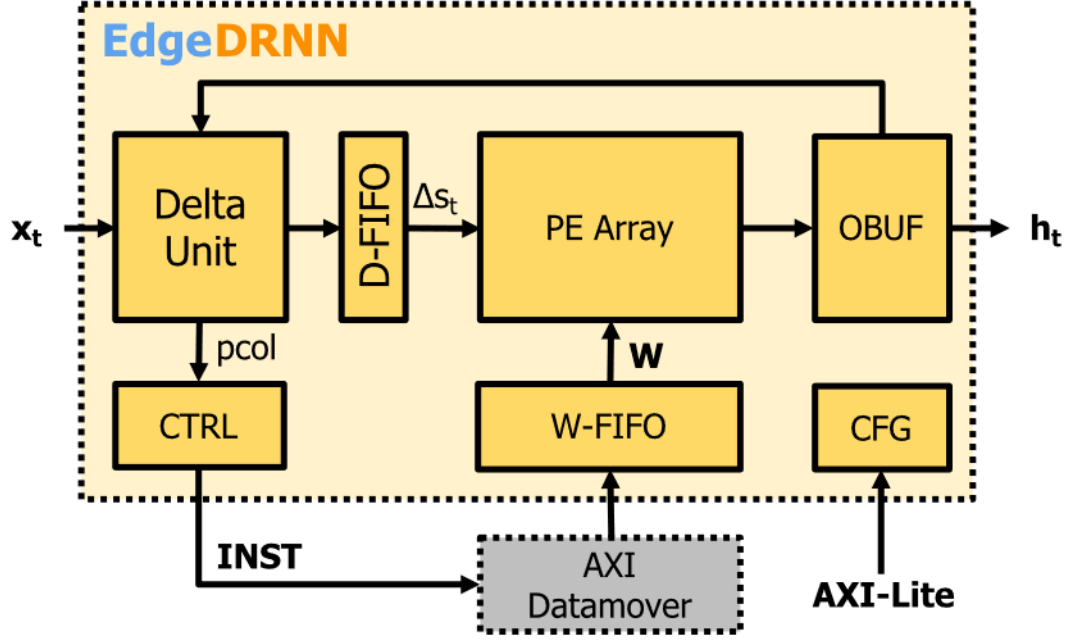 EdgeDRNN
Delta
Unit
D-FIFO
Δsₜ
PE Array
OBUF
xₜ
hₜ
pcol
W
CTRL
W-FIFO
CFG
INST
AXI
Datamover
AXI-Lite